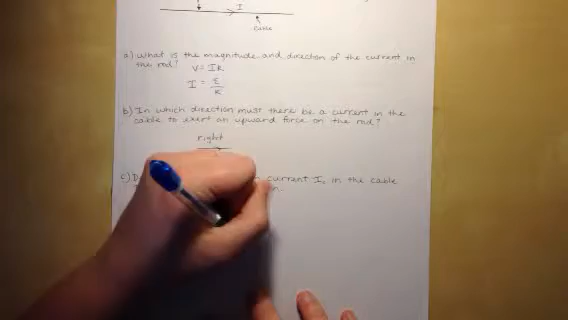 I
cable
a) What is the magnitude and direction of the current in
the rod?
V = IR
I = ε/R
b) In which direction must there be a current in the
cable to exert an upward force on the rod?
right
c) current I, in the cable